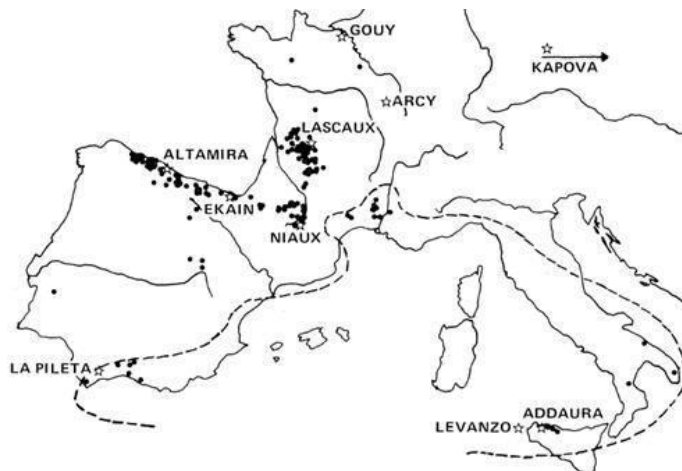 GOUY
KAPOVA
ARCY
LASCAUX
ALTAMIRA
EKAIN
NIAUX
LA PILETA
ADDAURA
LEVANZO